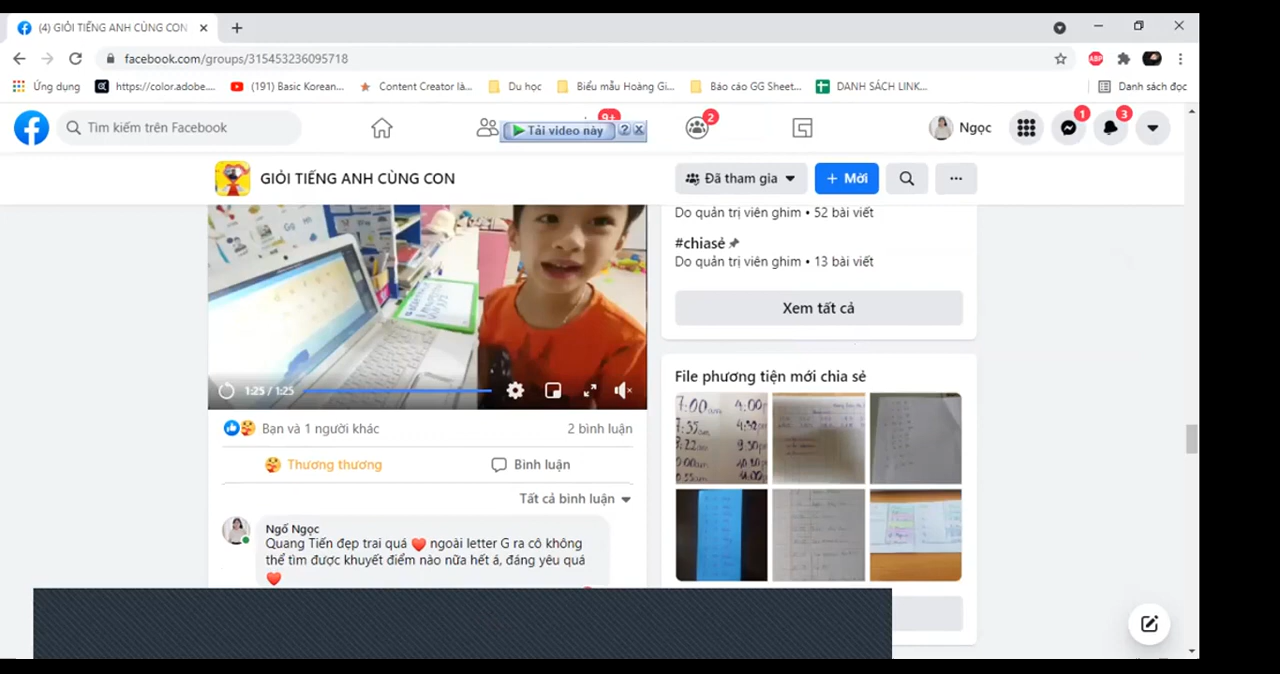 (4) GIỎI TIẾNG ANH CÙNG CON
facebook.com/groups/315453236095718
Ứng dụng
https://color.adobe....
(191) Basic Korean...
Content Creator là...
Du học
Biểu mẫu Hoàng Gi...
Báo cáo GG Sheet...
DANH SÁCH LINK...
Danh sách đọc
Tìm kiếm trên Facebook
9+
Tải video này
2
Ngọc
1
3
GIỎI TIẾNG ANH CÙNG CON
Đã tham gia
+ Mới
Do quản trị viên ghim • 52 bài viết
#chiasẻ
Do quản trị viên ghim • 13 bài viết
Xem tất cả
1:25 / 1:25
Bạn và 1 người khác
2 bình luận
Thương thương
Bình luận
Tất cả bình luận
Ngố Ngọc
Quang Tiến đẹp trai quá ❤️ ngoài letter G ra cô không
thể tìm được khuyết điểm nào nữa hết á, đáng yêu quá
❤️
File phương tiện mới chia sẻ
7:00am